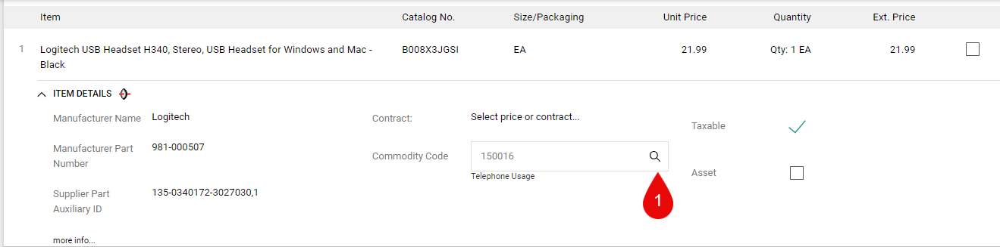 Item Catalog No. Size/Packaging Unit Price Quantity Ext. Price
1 Logitech USB Headset H340, Stereo, USB Headset for Windows and Mac - B008X3JGSI EA 21.99 Qty: 1 EA 21.99
Black
ITEM DETAILS
Manufacturer Name Logitech Contract: Select price or contract...
Taxable
Manufacturer Part 981-000507
Number
Commodity Code 150016
Telephone Usage
Asset
Supplier Part 135-0340172-3027030,1
Auxiliary ID
1
more info...